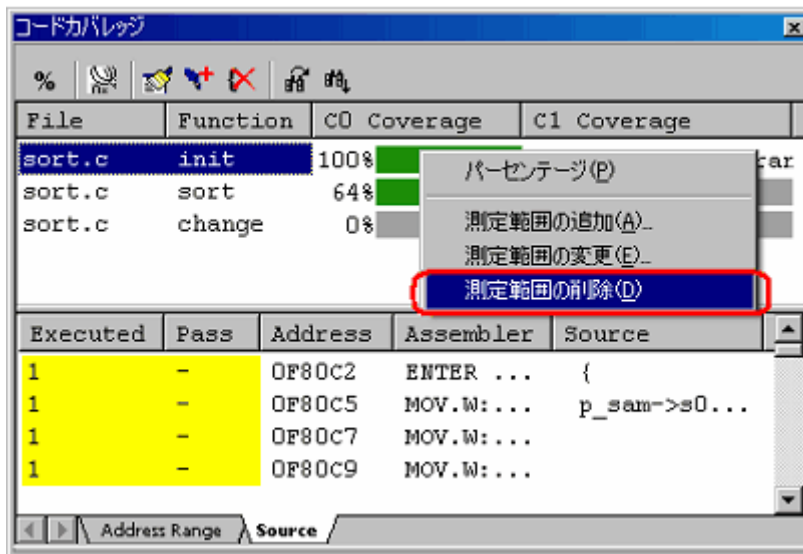 コードカバレッジ
%
File Function C0 Coverage C1 Coverage
sort.c init 100%
sort.c sort 64%
sort.c change 0%
パーセンテージ(P)
測定範囲の追加(A)...
測定範囲の変更(E)...
測定範囲の削除(D)
Executed Pass Address Assembler Source
1 - 0F80C2 ENTER ... {
1 - 0F80C5 MOV.W:... p_sam->s0...
1 - 0F80C7 MOV.W:...
1 - 0F80C9 MOV.W:...
Address Range Source